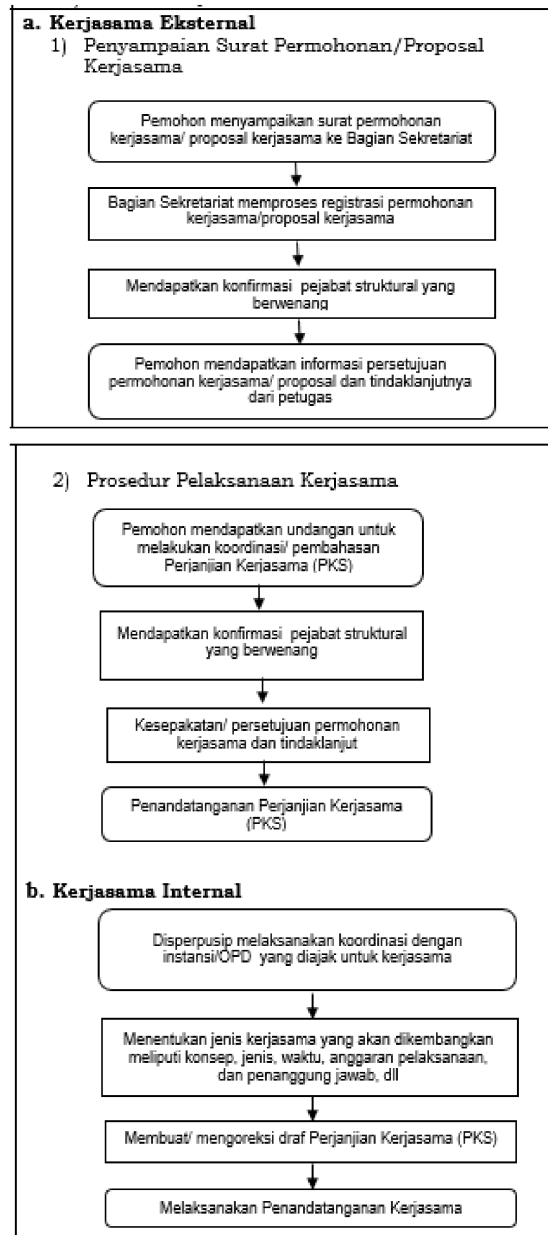 a. Kerjasama Eksternal
1) Penyampaian Surat Permohonan/Proposal
Kerjasama
Pemohon menyampaikan surat permohonan
kerjasama/ proposal kerjasama ke Bagian Sekretariat
Bagian Sekretariat memproses registrasi permohonan
kerjasama/proposal kerjasama
Mendapatkan konfirmasi pejabat struktural yang
berwenang
Pemohon mendapatkan informasi persetujuan
permohonan kerjasama/ proposal dan tindaklanjutnya
dari petugas
2) Prosedur Pelaksanaan Kerjasama
Pemohon mendapatkan undangan untuk
melakukan koordinasi/ pembahasan
Perjanjian Kerjasama (PKS)
Mendapatkan konfirmasi pejabat struktural
yang berwenang
Kesepakatan/ persetujuan permohonan
kerjasama dan tindaklanjut
Penandatanganan Perjanjian Kerjasama
(PKS)
b. Kerjasama Internal
Disperpusip melaksanakan koordinasi dengan
instansi/OPD yang diajak untuk kerjasama
Menentukan jenis kerjasama yang akan dikembangkan
meliputi konsep, jenis, waktu, anggaran pelaksanaan,
dan penanggung jawab, dll
Membuat/ mengoreksi draf Perjanjian Kerjasama (PKS)
Melaksanakan Penandatanganan Kerjasama